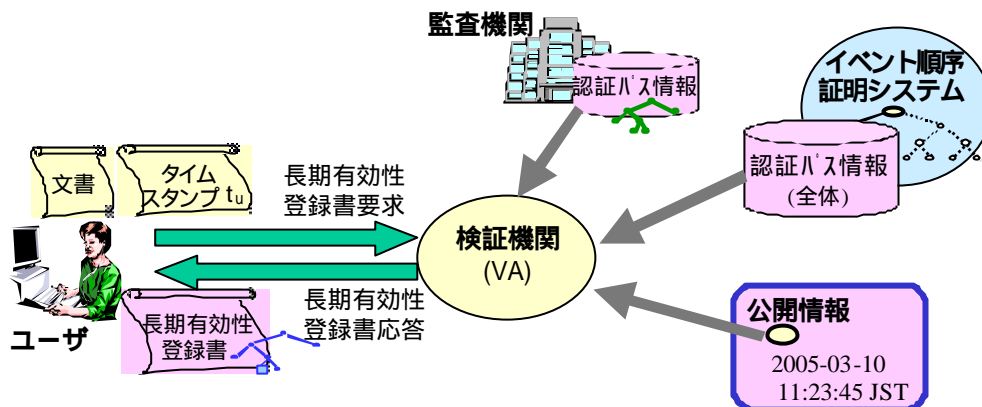 監査機関
認証パス情報
イベント順序
証明システム
認証パス情報
(全体)
文書
タイム
スタンプ tu
長期有効性
登録書要求
検証機関
(VA)
長期有効性
登録書応答
ユーザ
長期有効性
登録書
公開情報
2005-03-10
11:23:45 JST